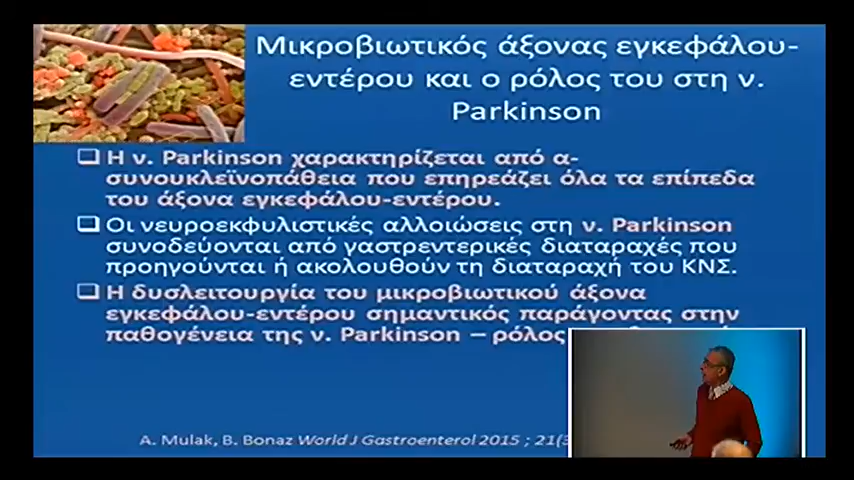 Μικροβιωτικός άξονας εγκεφάλου-
εντέρου και ο ρόλος του στη ν.
Parkinson
Η ν. Parkinson χαρακτηρίζεται από α-
συνουκλεϊνοπάθεια που επηρεάζει όλα τα επίπεδα
του άξονα εγκεφάλου-εντέρου.
Οι νευροεκφυλιστικές αλλοιώσεις στη ν. Parkinson
συνοδεύονται από γαστρεντερικές διαταραχές που
προηγούνται ή ακολουθούν τη διαταραχή του ΚΝΣ.
Η δυσλειτουργία του μικροβιωτικού άξονα
εγκεφάλου-εντέρου σημαντικός παράγοντας στην
παθογένεια της ν. Parkinson – ρόλος
A. Mulak, B. Bonaz World J Gastroenterol 2015 ; 21(3